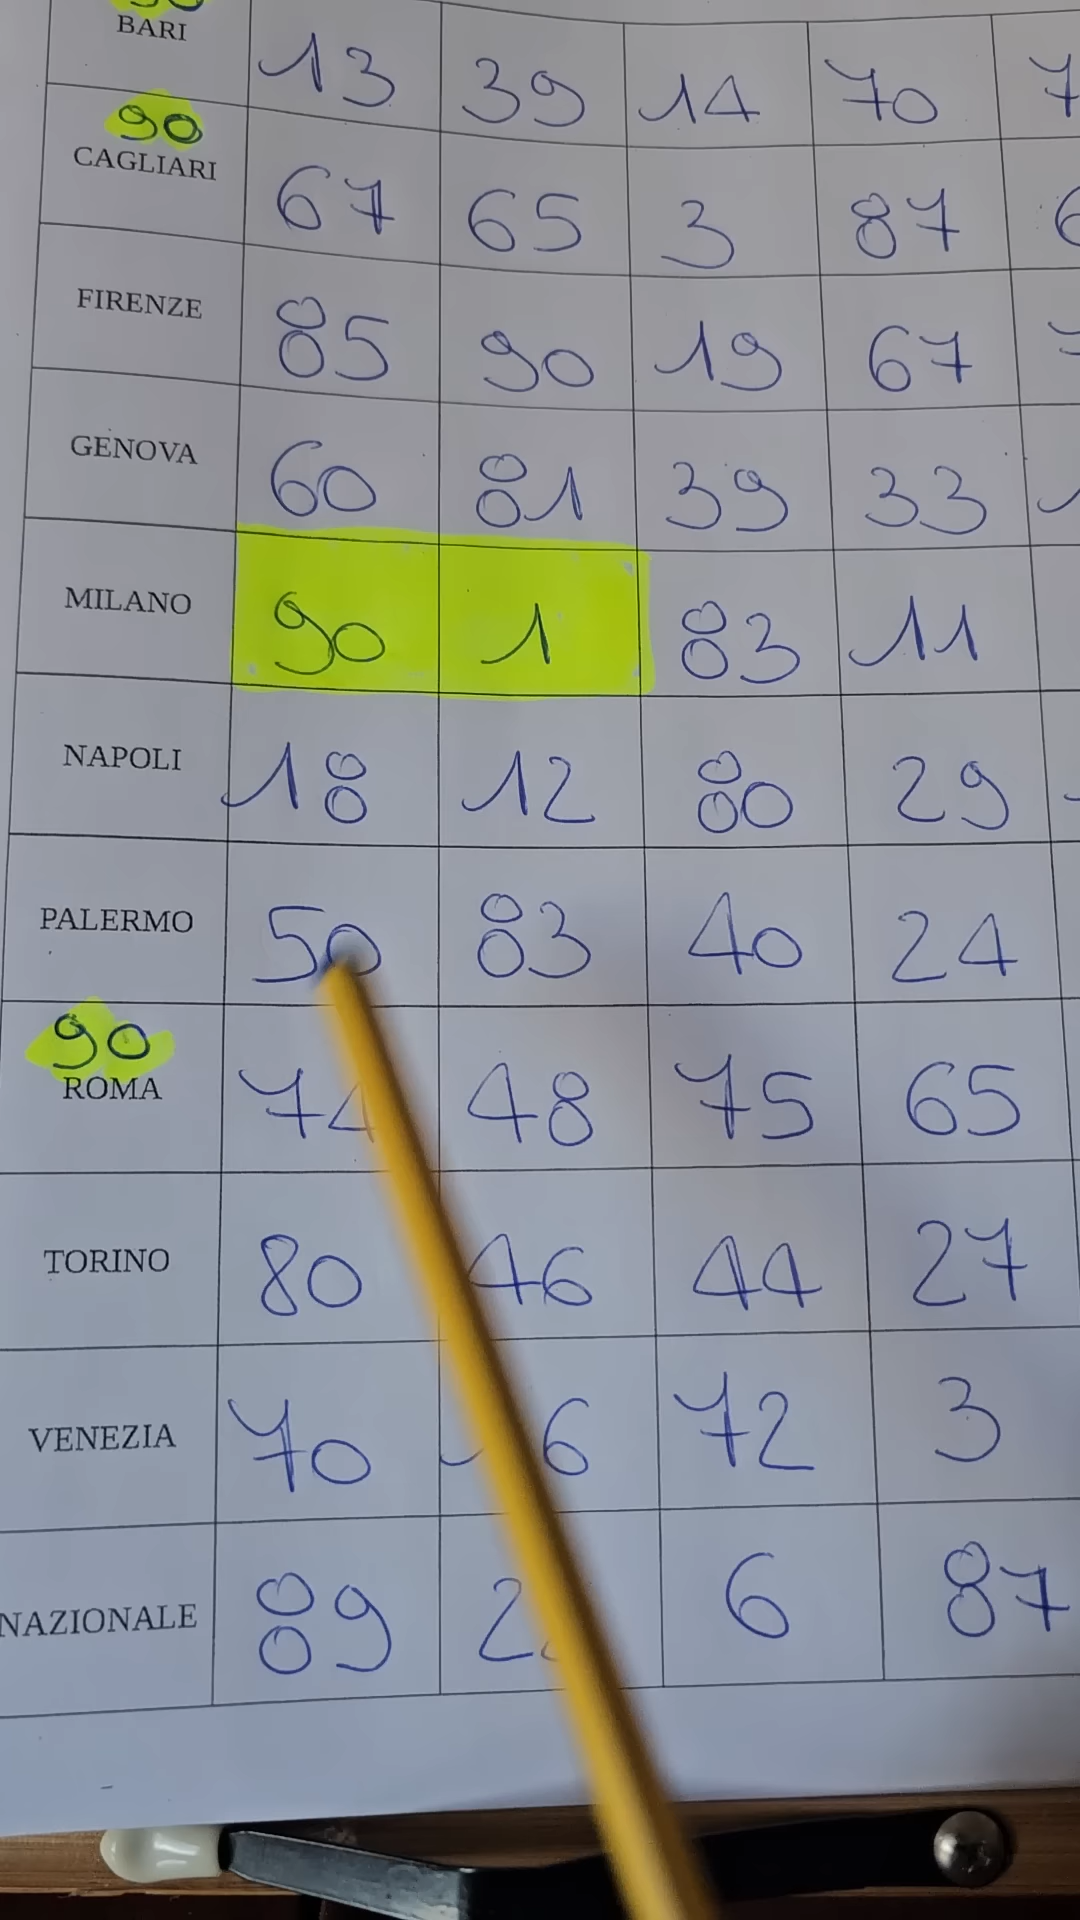 BARI 13 39 14 70
90
CAGLIARI 67 65 3 87
FIRENZE 85 90 19 67
GENOVA 60 81 39 33
MILANO 90 1 83 11
NAPOLI 18 12 80 29
PALERMO 50 83 40 24
90
ROMA 74 48 75 65
TORINO 80 46 44 27
VENEZIA 70 72 3
NAZIONALE 89 6 87